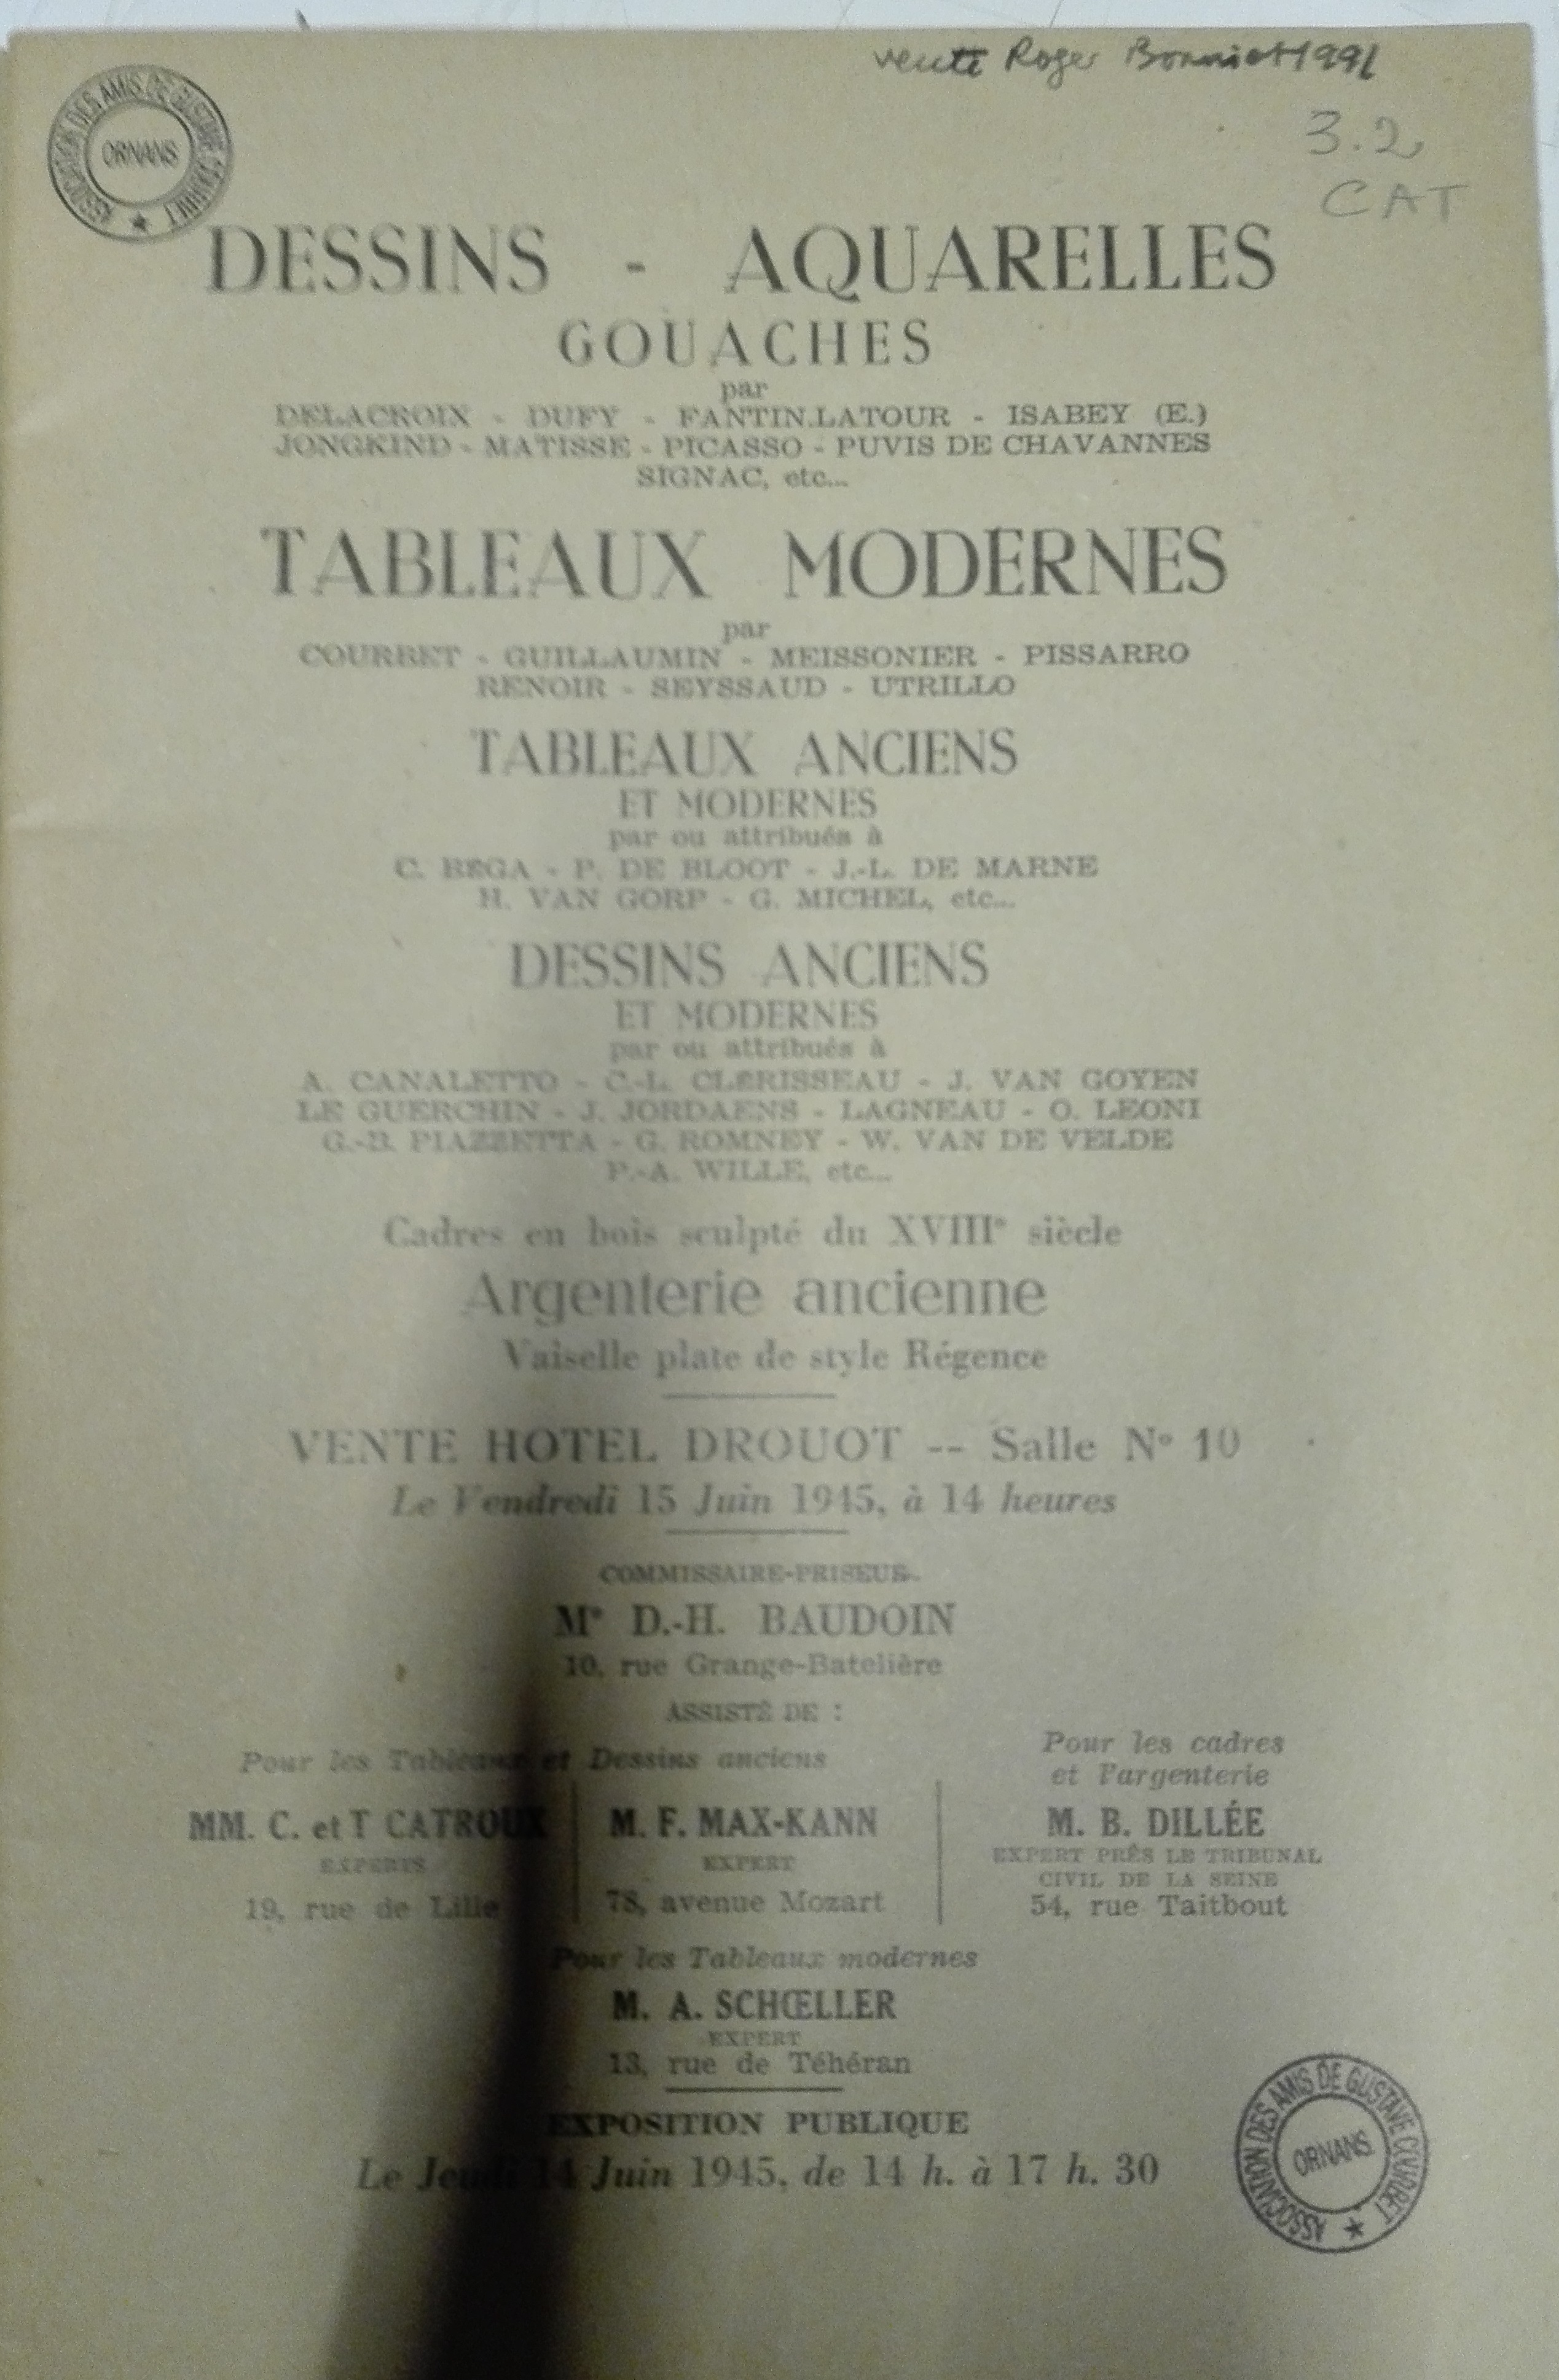 vente Roger Bonniot 1991
3.2
CAT
ASSOCIATION DES AMIS DE GUSTAVE COURBET ★
ORNANS
DESSINS - AQUARELLES
GOUACHES
par
DELACROIX - DUFY - FANTIN.LATOUR - ISABEY (E.)
JONGKIND - MATISSE - PICASSO - PUVIS DE CHAVANNES
SIGNAC, etc...
TABLEAUX MODERNES
par
COURBET - GUILLAUMIN - MEISSONIER - PISSARRO
RENOIR - SEYSSAUD - UTRILLO
TABLEAUX ANCIENS
ET MODERNES
par ou attribués à
C. BEGA - P. DE BLOOT - J.-L. DE MARNE
H. VAN GORP - G. MICHEL, etc...
DESSINS ANCIENS
ET MODERNES
par ou attribués à
A. CANALETTO - C.-L. CLERISSEAU - J. VAN GOYEN
LE GUERCHIN - J. JORDAENS - LAGNEAU - O. LEONI
G.-B. PIAZZETTA - G. ROMNEY - W. VAN DE VELDE
P.-A. WILLE, etc...
Cadres en bois sculpté du XVIIIe siècle
Argenterie ancienne
Vaiselle plate de style Régence
VENTE HOTEL DROUOT -- Salle N° 10
Le Vendredi 15 Juin 1945, à 14 heures
COMMISSAIRE-PRISEUR
Me D.-H. BAUDOIN
10, rue Grange-Batelière
ASSISTÉ DE :
Pour les Tableaux et Dessins anciens
MM. C. et T CATROUX
EXPERTS
19, rue de Lille
M. F. MAX-KANN
EXPERT
78, avenue Mozart
Pour les cadres
et l'argenterie
M. B. DILLÉE
EXPERT PRÈS LE TRIBUNAL
CIVIL DE LA SEINE
54, rue Taitbout
Pour les Tableaux modernes
M. A. SCHŒLLER
EXPERT
13, rue de Téhéran
EXPOSITION PUBLIQUE
Le Jeudi 14 Juin 1945, de 14 h. à 17 h. 30
ASSOCIATION DES AMIS DE GUSTAVE COURBET ★
ORNANS